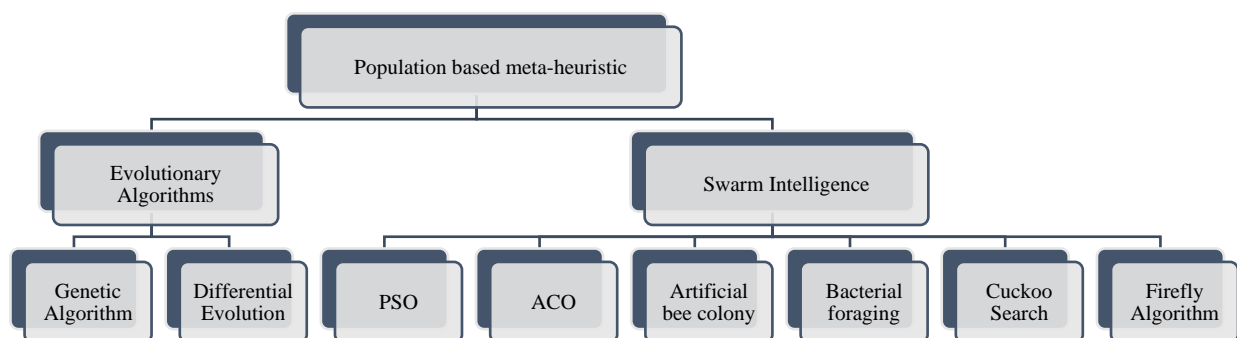 Population based meta-heuristic
Evolutionary
Algorithms
Swarm Intelligence
Genetic
Algorithm
Differential
Evolution
PSO
ACO
Artificial
bee colony
Bacterial
foraging
Cuckoo
Search
Firefly
Algorithm